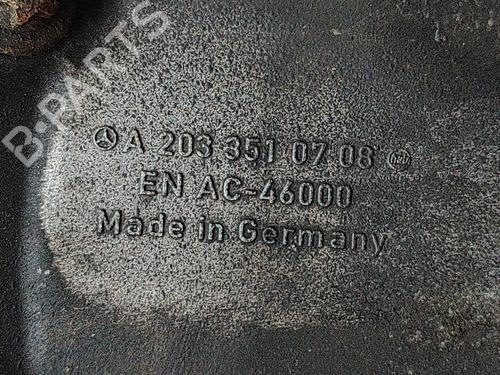 B-PARTS
A 203 351 07 08
EN AC-46000
Made in Germany